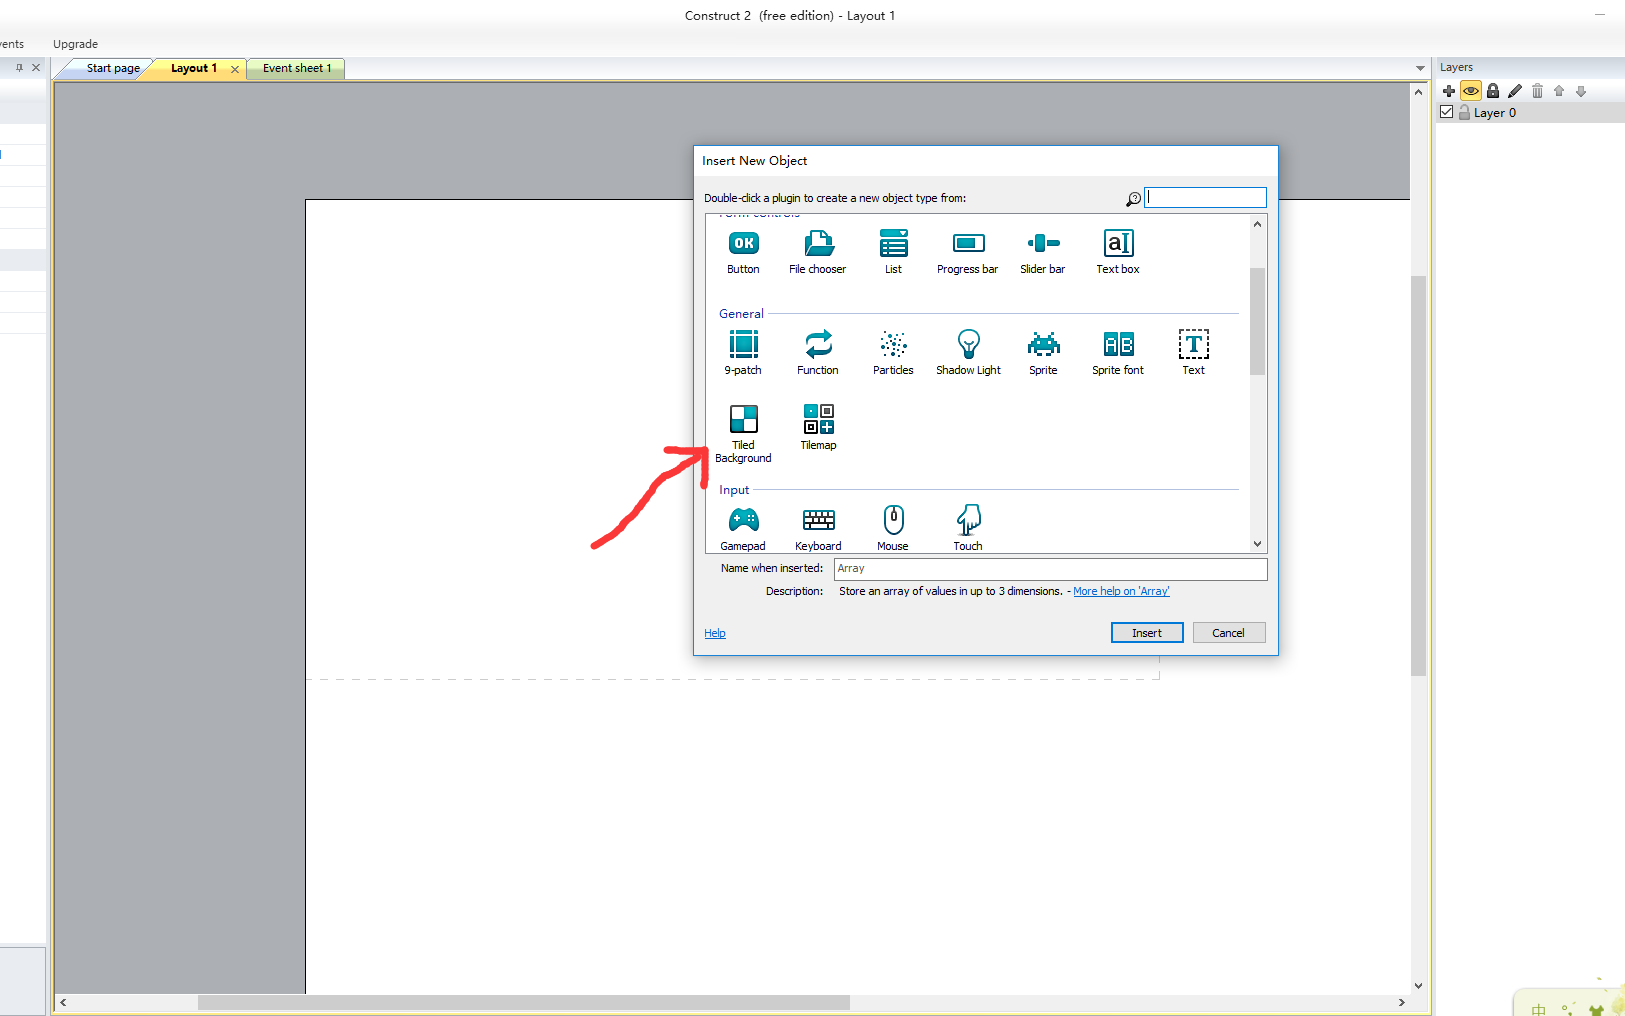 Construct 2 (free edition) - Layout 1
Upgrade
Start page
Layout 1
Event sheet 1
Layers
Layer 0
Insert New Object
Double-click a plugin to create a new object type from:
Button
File chooser
List
Progress bar
Slider bar
Text box
OK
aI
General
9-patch
Function
Particles
Shadow Light
Sprite
Sprite font
Text
AB
T
Tiled
Background
Tilemap
Input
Gamepad
Keyboard
Mouse
Touch
Name when inserted:
Array
Description:
Store an array of values in up to 3 dimensions. - More help on 'Array'
Help
Insert
Cancel
中